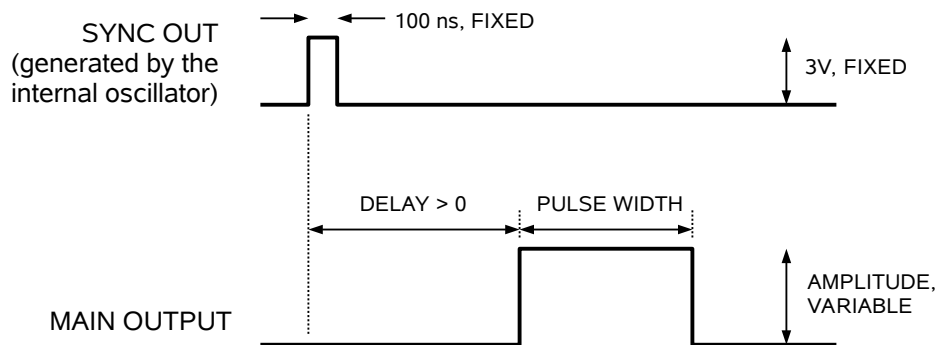 100 ns, FIXED
SYNC OUT
(generated by the
internal oscillator)
3V, FIXED
DELAY > 0
PULSE WIDTH
AMPLITUDE,
VARIABLE
MAIN OUTPUT